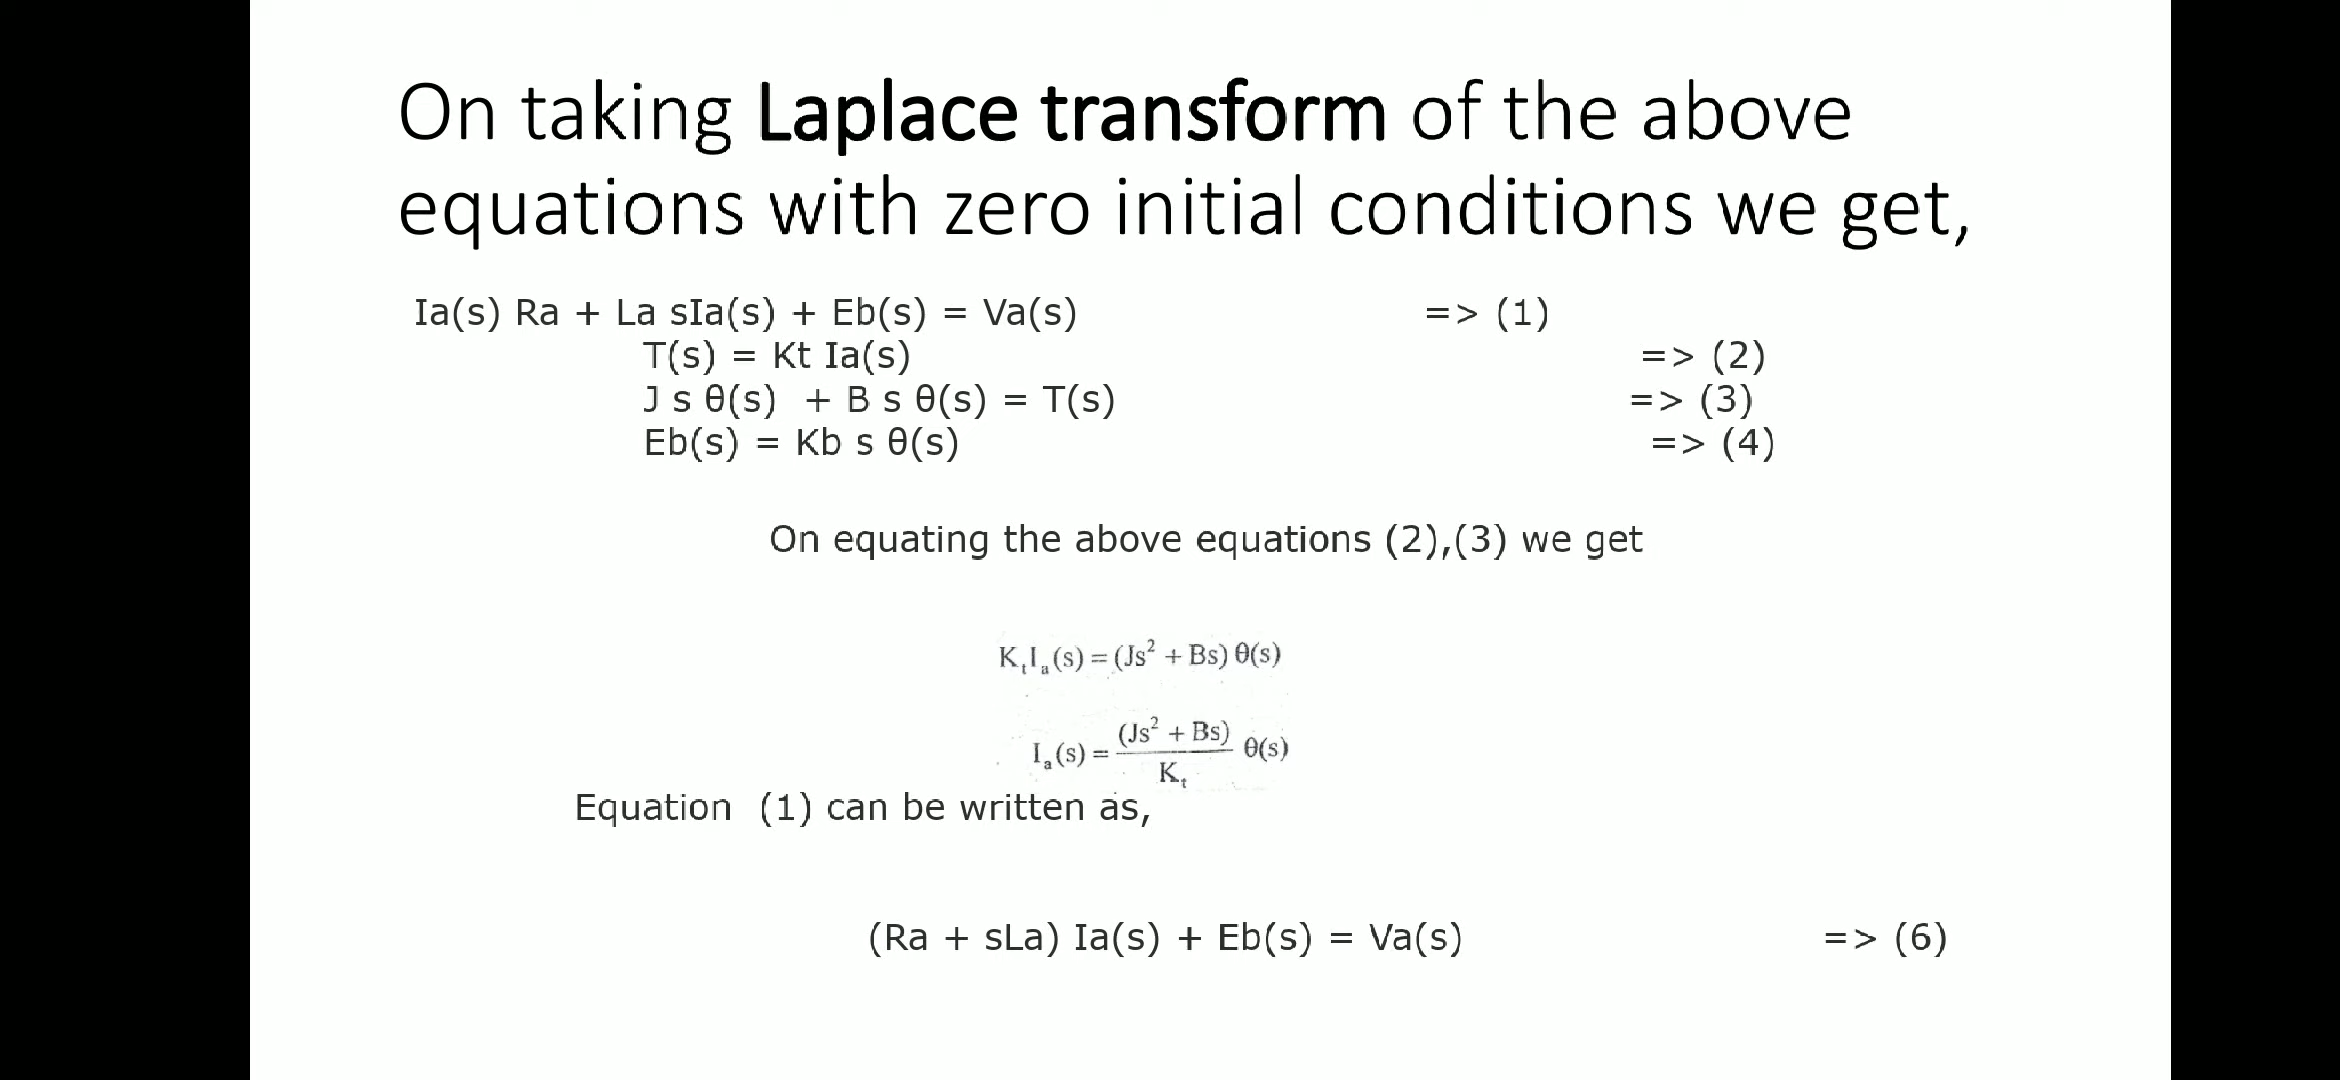 On taking Laplace transform of the above
equations with zero initial conditions we get,
Ia(s) Ra + La sIa(s) + Eb(s) = Va(s) => (1)
T(s) = Kt Ia(s) => (2)
J s θ(s) + B s θ(s) = T(s) => (3)
Eb(s) = Kb s θ(s) => (4)
On equating the above equations (2),(3) we get
KₜIₐ(s) = (Js² + Bs) θ(s)
Iₐ(s) = (Js² + Bs) / Kₜ θ(s)
Equation (1) can be written as,
(Ra + sLa) Ia(s) + Eb(s) = Va(s) => (6)